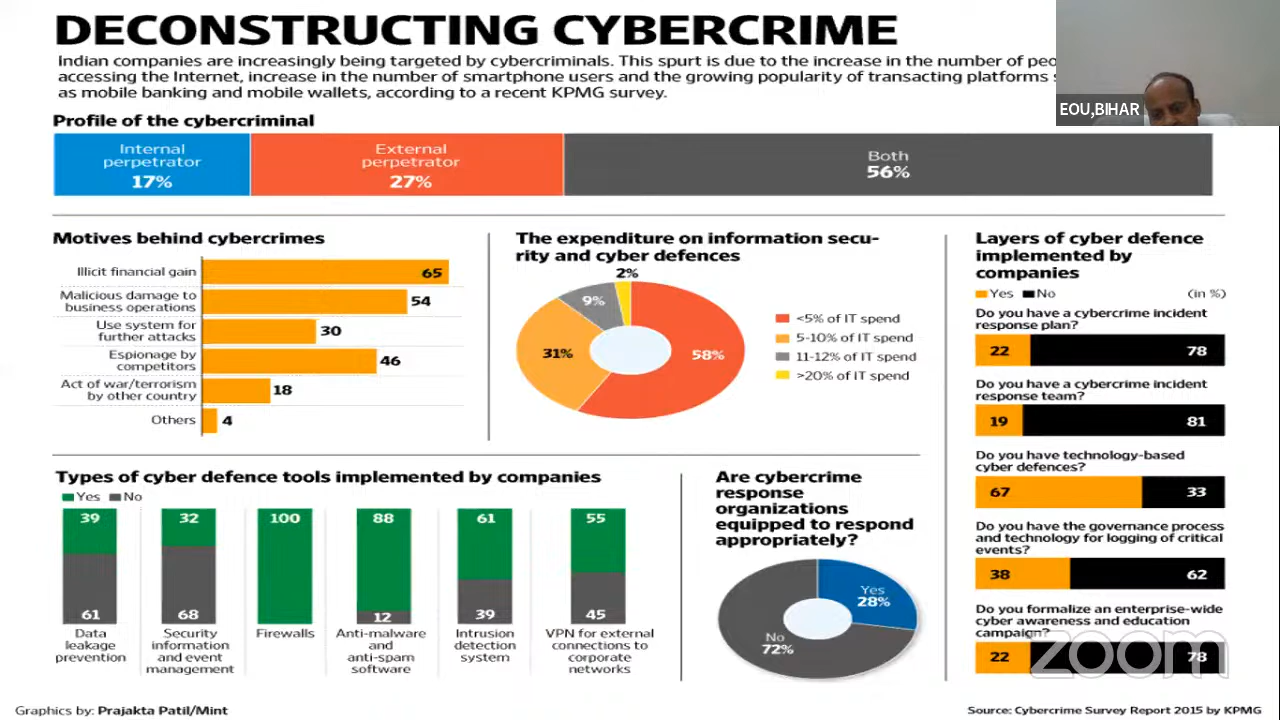 DECONSTRUCTING CYBERCRIME
Indian companies are increasingly being targeted by cybercriminals. This spurt is due to the increase in the number of
accessing the Internet, increase in the number of smartphone users and the growing popularity of transacting platforms
as mobile banking and mobile wallets, according to a recent KPMG survey.
EOU,BIHAR
Profile of the cybercriminal
Internal
perpetrator
17%
External
perpetrator
27%
Both
56%
Motives behind cybercrimes
Illicit financial gain
65
Malicious damage to
business operations
54
Use system for
further attacks
30
Espionage by
competitors
46
Act of war/terrorism
by other country
18
Others
4
The expenditure on information secu-
rity and cyber defences
2%
9%
31%
58%
<5% of IT spend
5-10% of IT spend
11-12% of IT spend
>20% of IT spend
Layers of cyber defence
implemented by
companies
Yes No (in %)
Do you have a cybercrime incident
response plan?
22 78
Do you have a cybercrime incident
response team?
19 81
Do you have technology-based
cyber defences?
67 33
Do you have the governance process
and technology for logging of critical
events?
38 62
Do you formalize an enterprise-wide
cyber awareness and education
campaign?
22 78
Types of cyber defence tools implemented by companies
Yes No
39 32 100 88 61 55
61 68 12 39 45
Data
leakage
prevention
Security
information
and event
management
Firewalls
Anti-malware
and
anti-spam
software
Intrusion
detection
system
VPN for external
connections to
corporate
networks
Are cybercrime
response
organizations
equipped to respond
appropriately?
Yes
28%
No
72%
zoom
Graphics by: Prajakta Patil/Mint
Source: Cybercrime Survey Report 2015 by KPMG